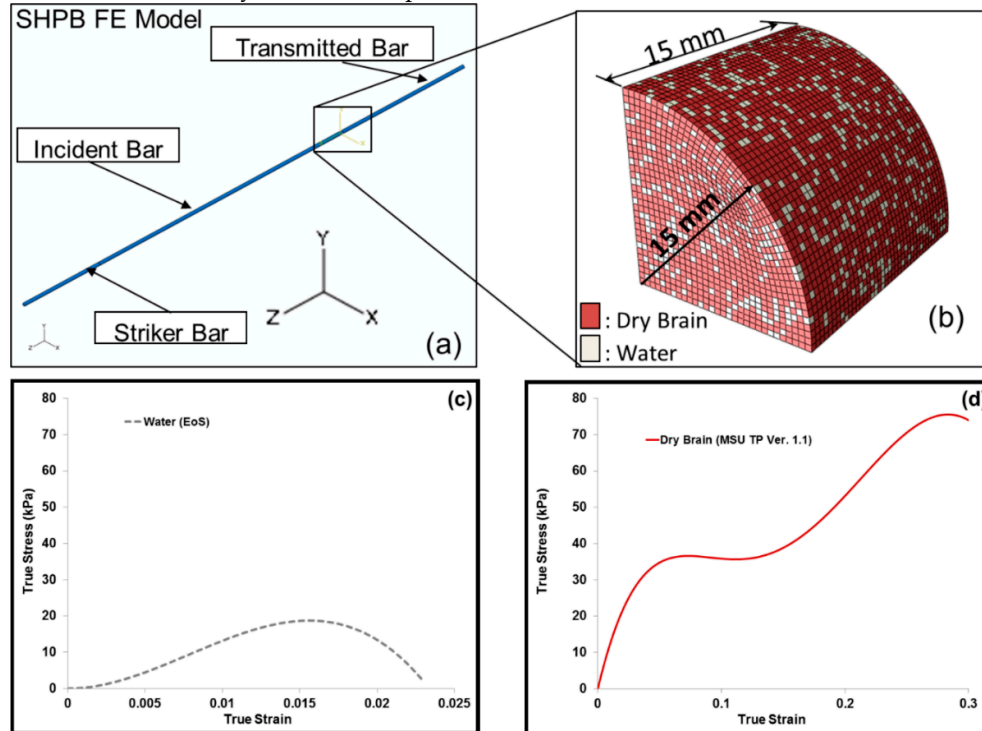 SHPB FE Model
Transmitted Bar
Incident Bar
Striker Bar
Y
Z
X
(a)
15 mm
15 mm
: Dry Brain
: Water
(b)
(c)
Water (EoS)
True Stress (kPa)
80
70
60
50
40
30
20
10
0
0 0.005 0.01 0.015 0.02 0.025
True Strain
(d)
Dry Brain (MSU TP Ver. 1.1)
True Stress (kPa)
80
70
60
50
40
30
20
10
0
0 0.1 0.2 0.3
True Strain